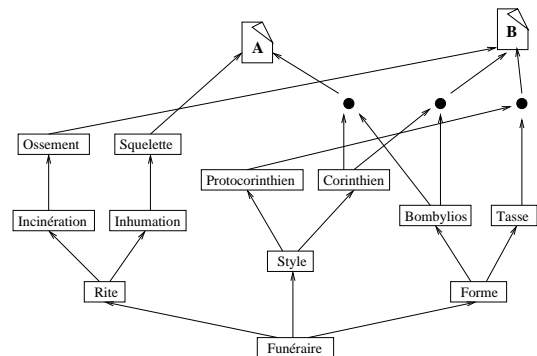 A
B
Ossement
Squelette
Protocorinthien
Corinthien
Incinération
Inhumation
Bombylios
Tasse
Style
Rite
Forme
Funéraire